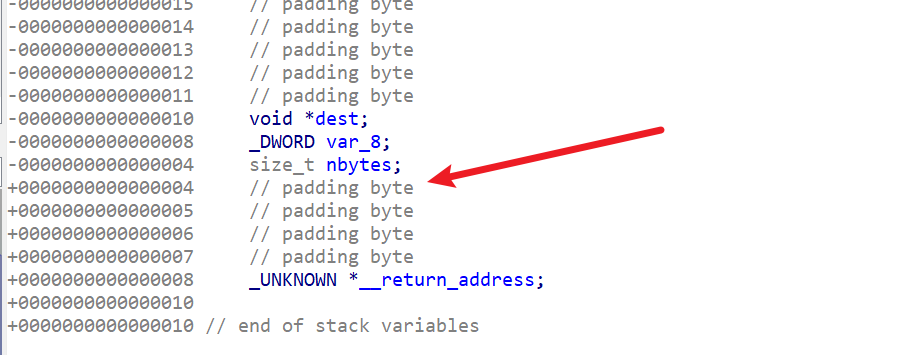 -0000000000000015 // padding byte
-0000000000000014 // padding byte
-0000000000000013 // padding byte
-0000000000000012 // padding byte
-0000000000000011 // padding byte
-0000000000000010 void *dest;
-0000000000000008 _DWORD var_8;
-0000000000000004 size_t nbytes;
+0000000000000004 // padding byte
+0000000000000005 // padding byte
+0000000000000006 // padding byte
+0000000000000007 // padding byte
+0000000000000008 _UNKNOWN *__return_address;
+0000000000000010
+0000000000000010 // end of stack variables